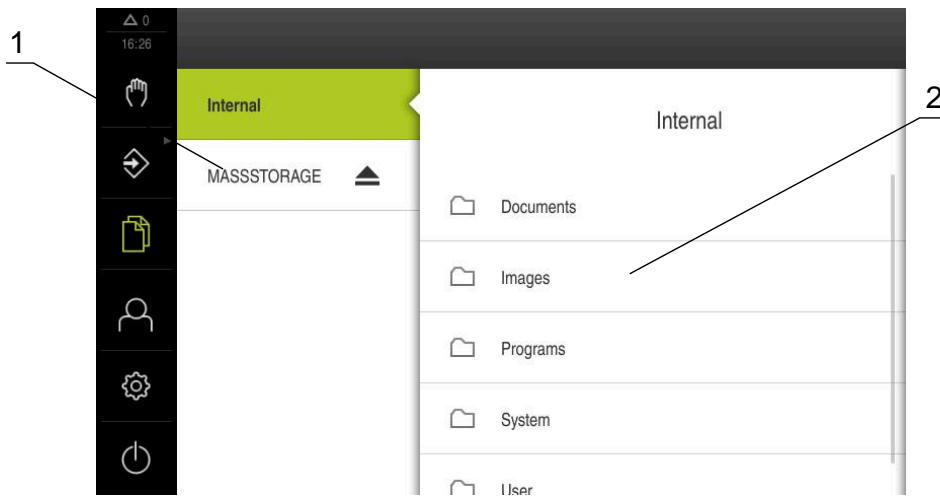 1
0
16:26
Internal
MASSSTORAGE
Internal
2
Documents
Images
Programs
System
User